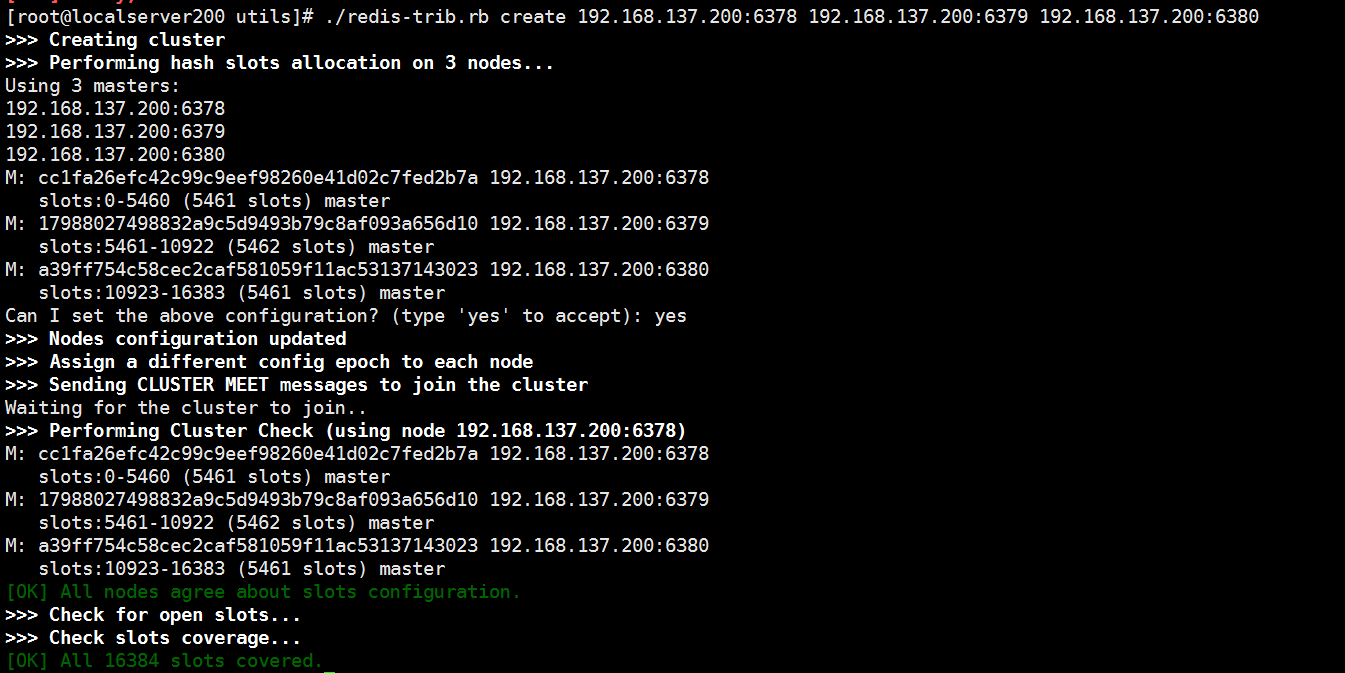 [root@localserver200 utils]# ./redis-trib.rb create 192.168.137.200:6378 192.168.137.200:6379 192.168.137.200:6380
>>> Creating cluster
>>> Performing hash slots allocation on 3 nodes...
Using 3 masters:
192.168.137.200:6378
192.168.137.200:6379
192.168.137.200:6380
M: cc1fa26efc42c99c9eef98260e41d02c7fed2b7a 192.168.137.200:6378
   slots:0-5460 (5461 slots) master
M: 17988027498832a9c5d9493b79c8af093a656d10 192.168.137.200:6379
   slots:5461-10922 (5462 slots) master
M: a39ff754c58cec2caf581059f11ac53137143023 192.168.137.200:6380
   slots:10923-16383 (5461 slots) master
Can I set the above configuration? (type 'yes' to accept): yes
>>> Nodes configuration updated
>>> Assign a different config epoch to each node
>>> Sending CLUSTER MEET messages to join the cluster
Waiting for the cluster to join..
>>> Performing Cluster Check (using node 192.168.137.200:6378)
M: cc1fa26efc42c99c9eef98260e41d02c7fed2b7a 192.168.137.200:6378
   slots:0-5460 (5461 slots) master
M: 17988027498832a9c5d9493b79c8af093a656d10 192.168.137.200:6379
   slots:5461-10922 (5462 slots) master
M: a39ff754c58cec2caf581059f11ac53137143023 192.168.137.200:6380
   slots:10923-16383 (5461 slots) master
[OK] All nodes agree about slots configuration.
>>> Check for open slots...
>>> Check slots coverage...
[OK] All 16384 slots covered.